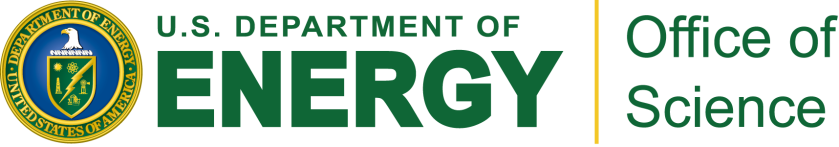 DEPARTMENT OF ENERGY
UNITED STATES OF AMERICA
U.S. DEPARTMENT OF
ENERGY
Office of
Science